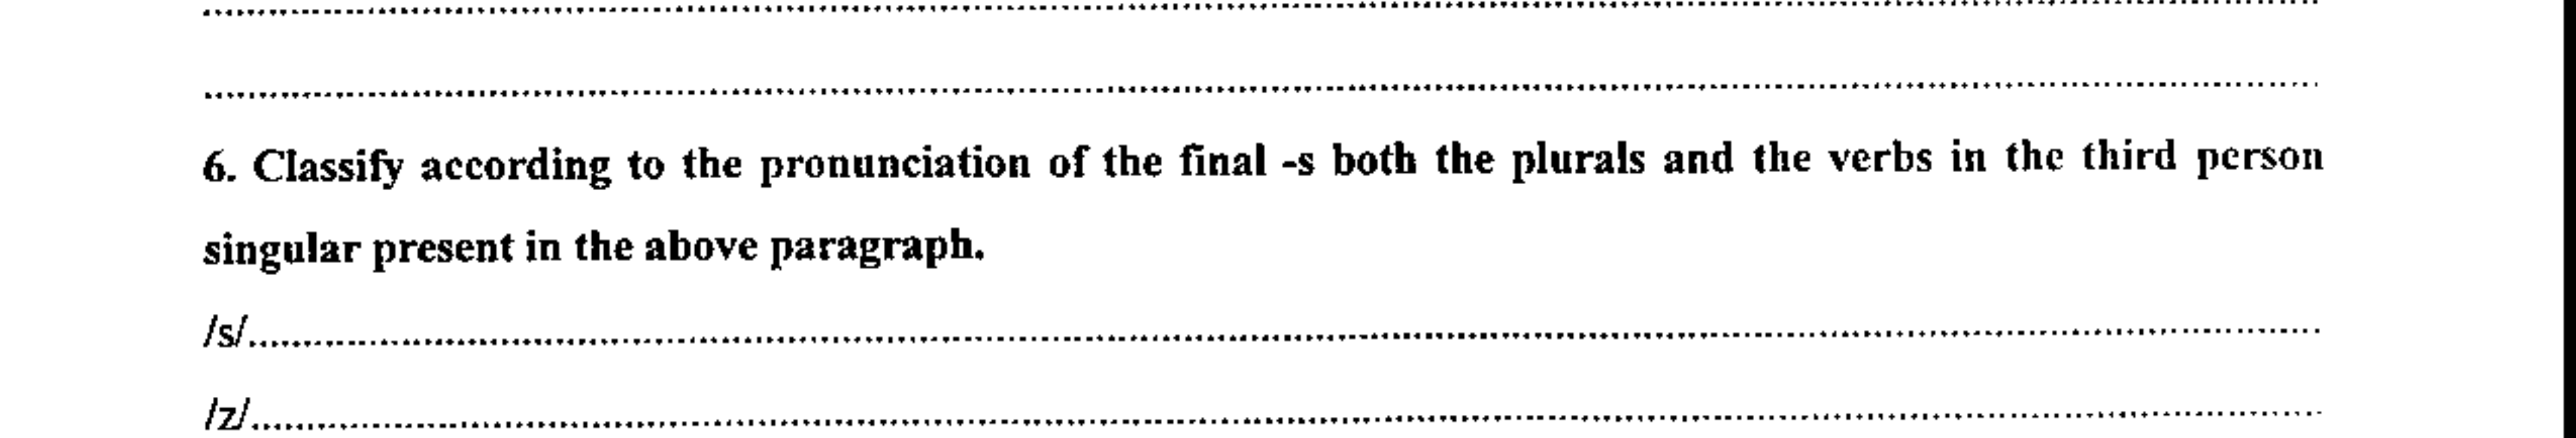 6. Classify according to the pronunciation of the final -s both the plurals and the verbs in the third person
singular present in the above paragraph.
/s/........................................................................................................
/z/........................................................................................................